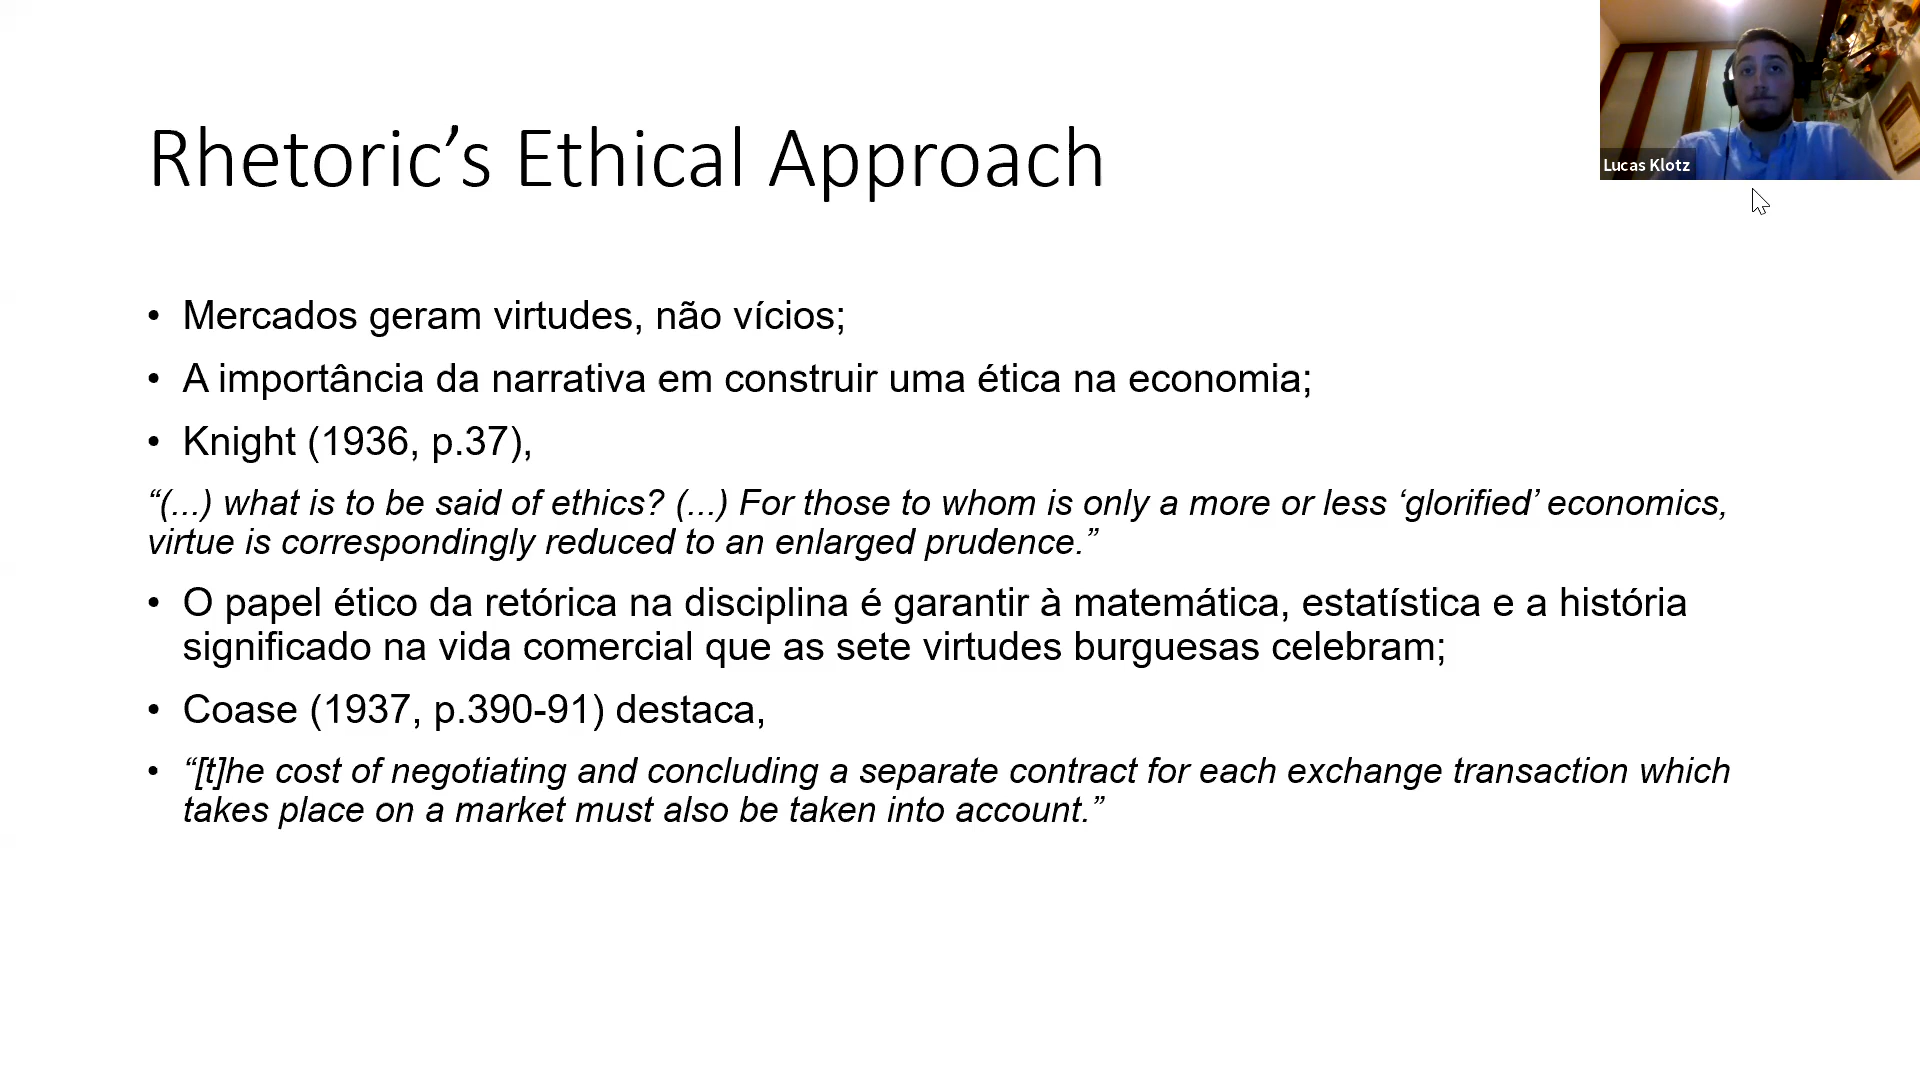 Rhetoric’s Ethical Approach
Lucas Klotz
• Mercados geram virtudes, não vícios;
• A importância da narrativa em construir uma ética na economia;
• Knight (1936, p.37),
“(...) what is to be said of ethics? (...) For those to whom is only a more or less ‘glorified’ economics,
virtue is correspondingly reduced to an enlarged prudence.”
• O papel ético da retórica na disciplina é garantir à matemática, estatística e a história
significado na vida comercial que as sete virtudes burguesas celebram;
• Coase (1937, p.390-91) destaca,
• “[t]he cost of negotiating and concluding a separate contract for each exchange transaction which
takes place on a market must also be taken into account.”